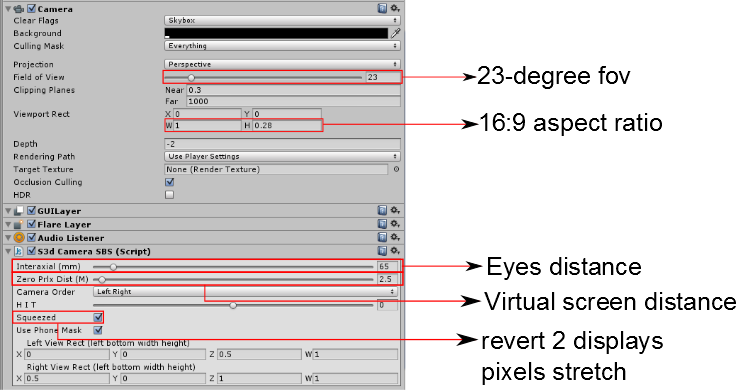 Camera
Clear Flags Skybox
Background
Culling Mask Everything
Projection Perspective
Field of View 23
23-degree fov
Clipping Planes Near 0.3
Far 1000
Viewport Rect X 0 Y 0
W 1 H 0.28
16:9 aspect ratio
Depth -2
Rendering Path Use Player Settings
Target Texture None (Render Texture)
Occlusion Culling
HDR
GUILayer
Flare Layer
Audio Listener
S3d Camera SBS (Script)
Interaxial (mm) 65
Eyes distance
Zero Prlx Dist (M) 2.5
Camera Order Left Right
Virtual screen distance
H I T 0
Squeezed
Use Phone Mask
revert 2 displays
pixels stretch
Left View Rect (left bottom width height)
X 0 Y 0 Z 0.5 W 1
Right View Rect (left bottom width height)
X 0.5 Y 0 Z 1 W 1